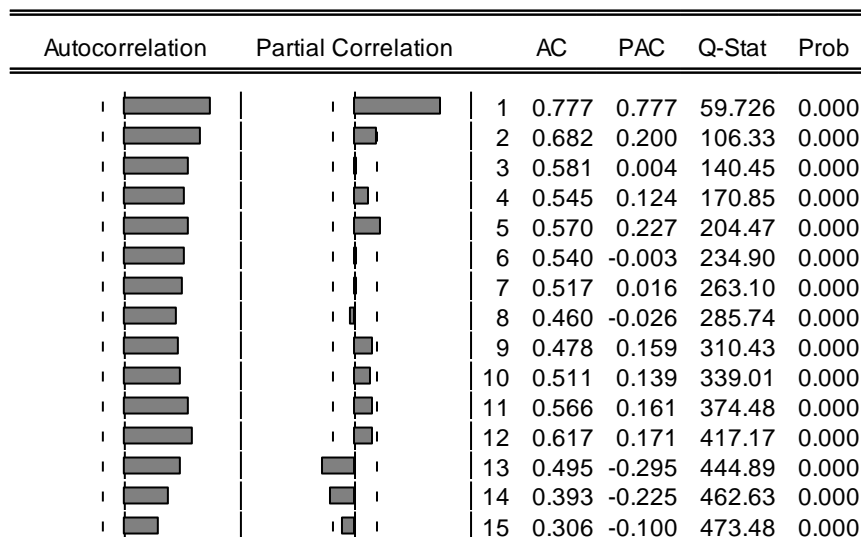 Autocorrelation Partial Correlation AC PAC Q-Stat Prob
1 0.777 0.777 59.726 0.000
2 0.682 0.200 106.33 0.000
3 0.581 0.004 140.45 0.000
4 0.545 0.124 170.85 0.000
5 0.570 0.227 204.47 0.000
6 0.540 -0.003 234.90 0.000
7 0.517 0.016 263.10 0.000
8 0.460 -0.026 285.74 0.000
9 0.478 0.159 310.43 0.000
10 0.511 0.139 339.01 0.000
11 0.566 0.161 374.48 0.000
12 0.617 0.171 417.17 0.000
13 0.495 -0.295 444.89 0.000
14 0.393 -0.225 462.63 0.000
15 0.306 -0.100 473.48 0.000